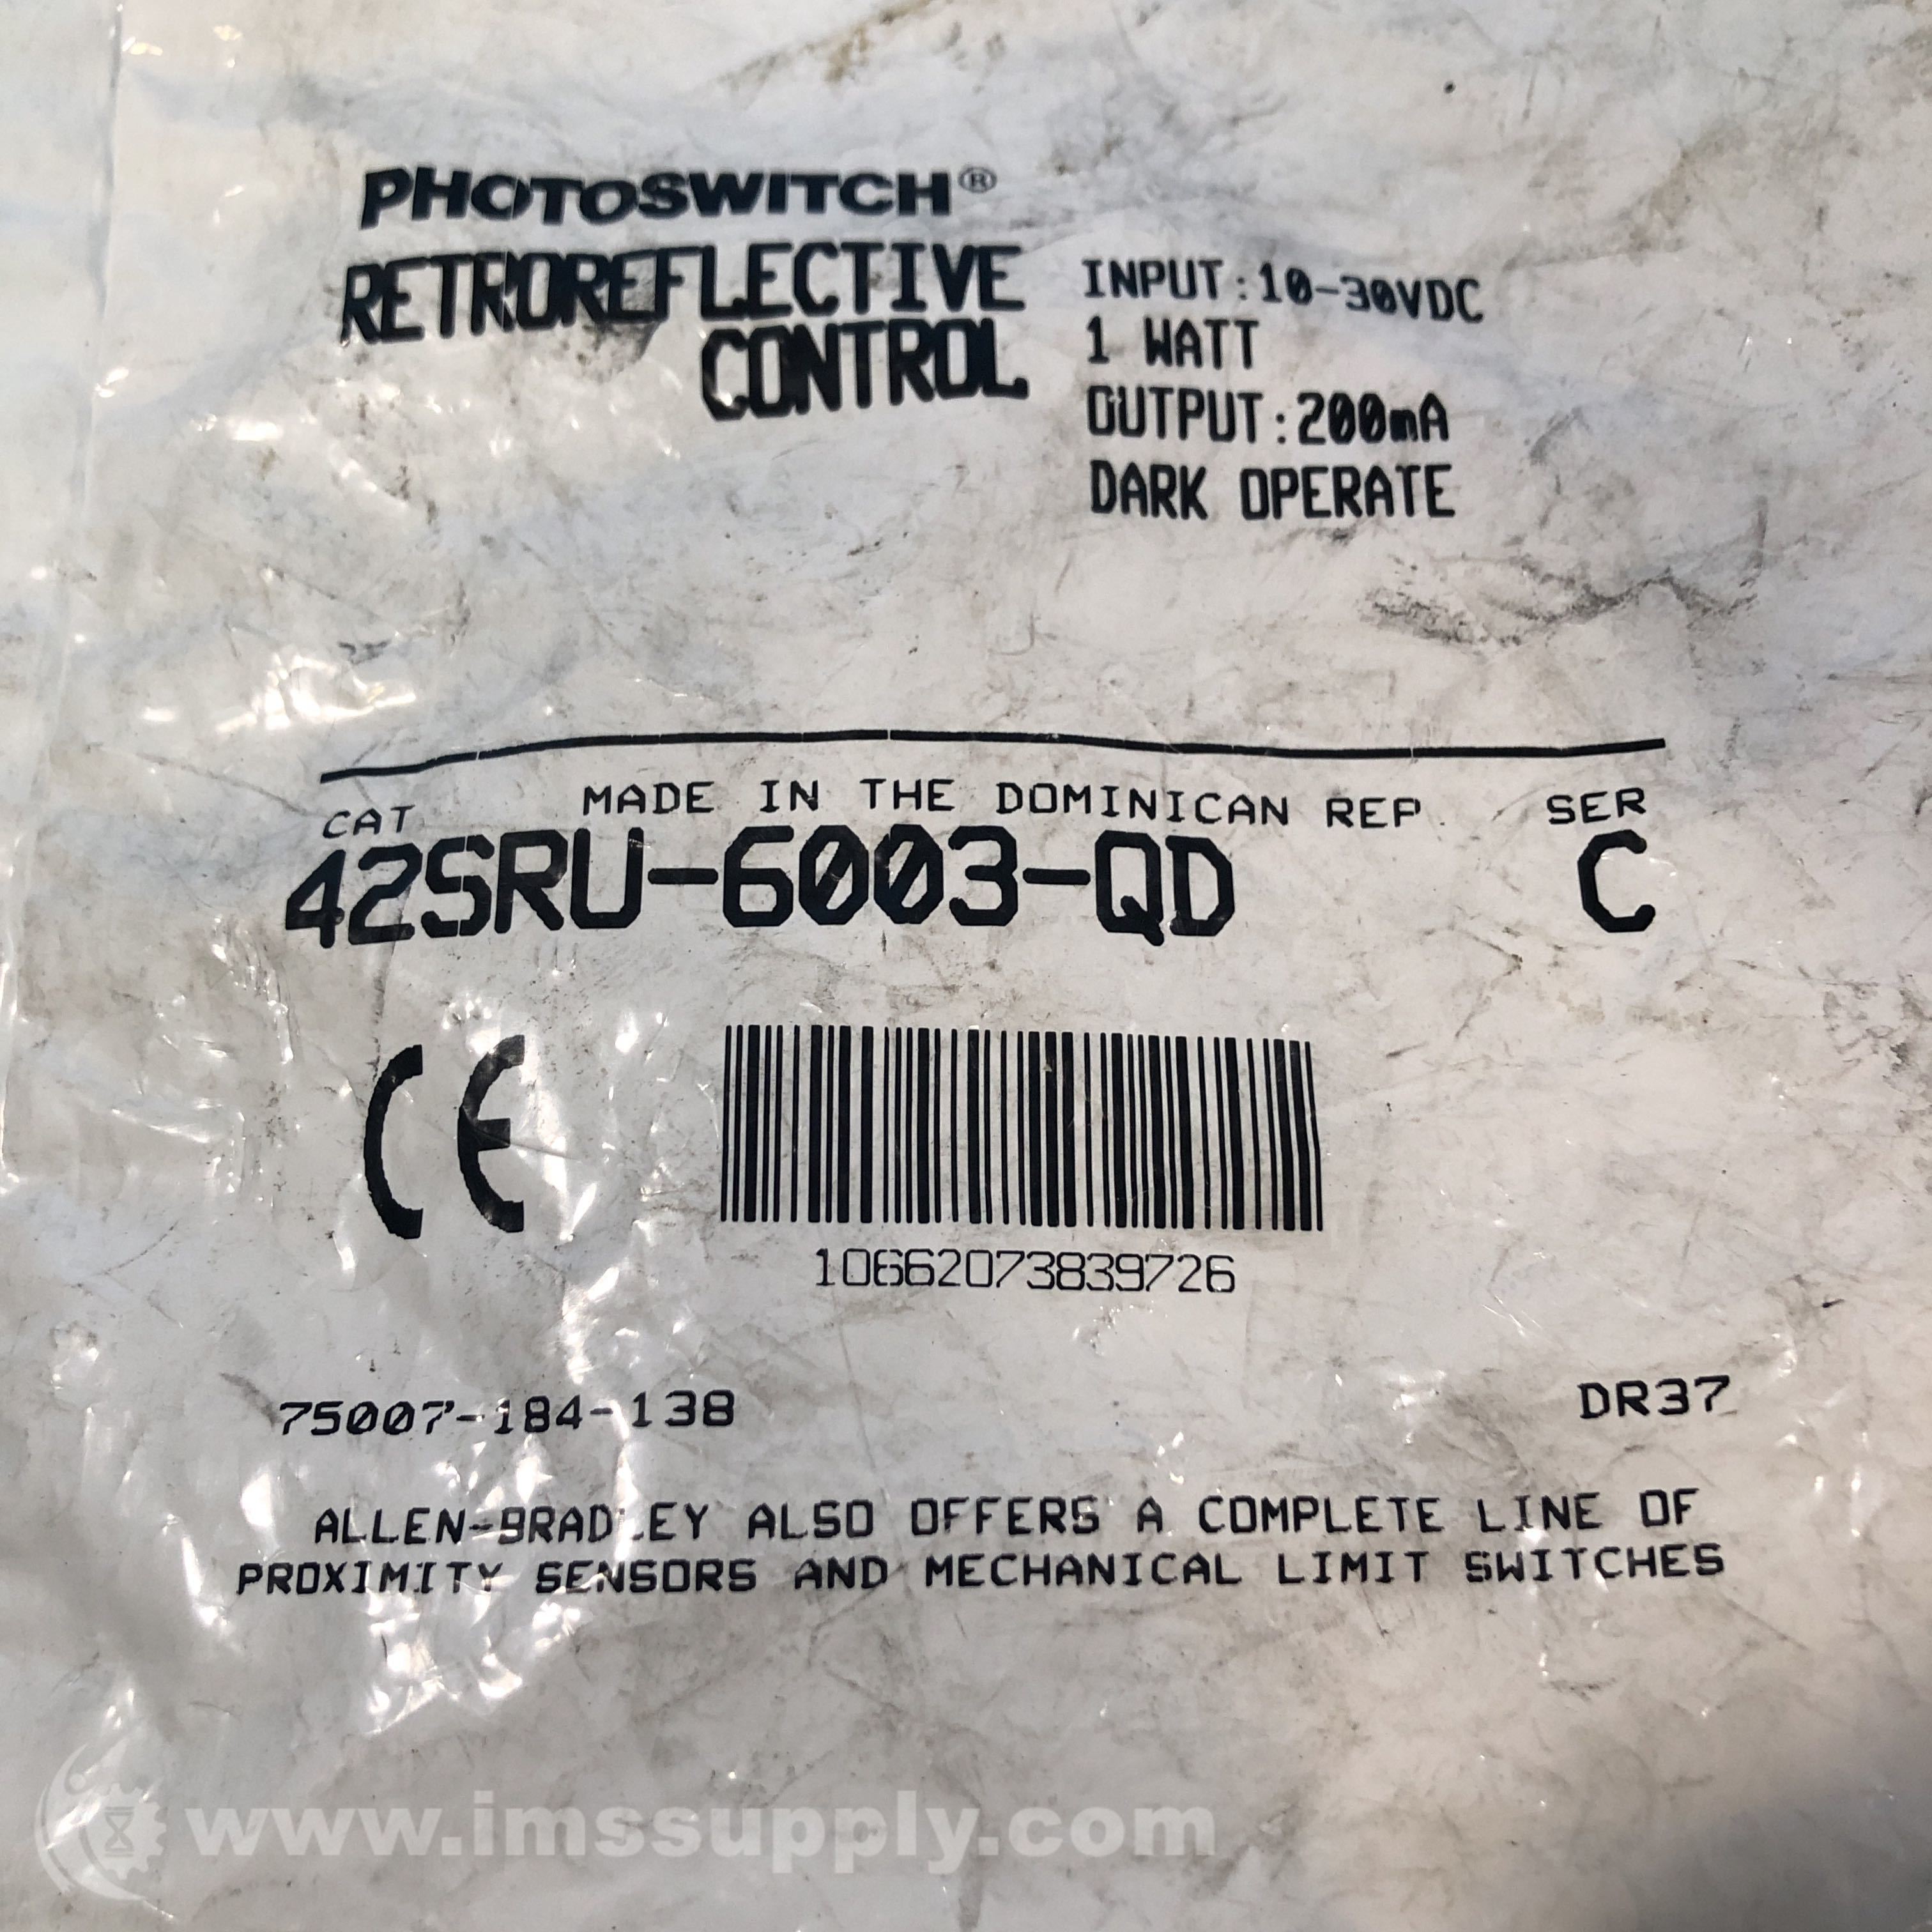 PHOTOSWITCH®
RETROREFLECTIVE
CONTROL
INPUT:10-30VDC
1 WATT
OUTPUT:200mA
DARK OPERATE
MADE IN THE DOMINICAN REP.
CAT
SER
42SRU-6003-QD
C
CE
10662073839726
75007-184-138
DR37
ALLEN-BRADLEY ALSO OFFERS A COMPLETE LINE OF
PROXIMITY SENSORS AND MECHANICAL LIMIT SWITCHES
www.imssupply.com